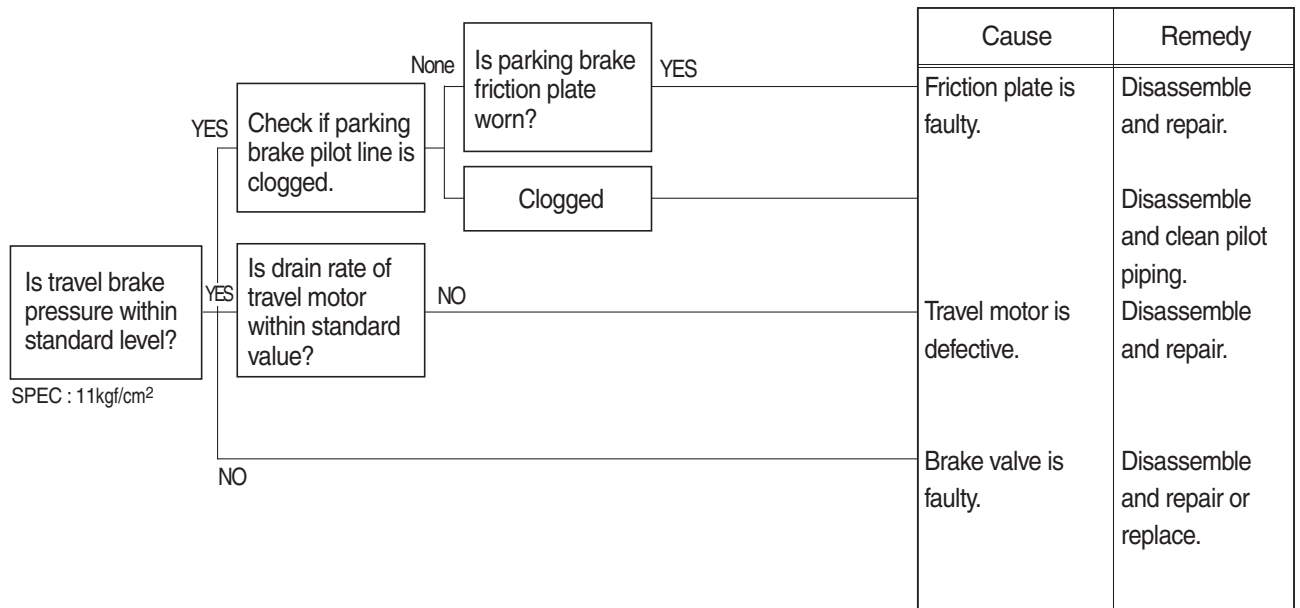 Cause
Remedy
None
Is parking brake
friction plate
worn?
YES
Friction plate is
faulty.
Disassemble
and repair.
YES
Check if parking
brake pilot line is
clogged.
Clogged
Disassemble
and clean pilot
piping.
Is travel brake
pressure within
standard level?
SPEC : 11kgf/cm²
YES
Is drain rate of
travel motor
within standard
value?
NO
Travel motor is
defective.
Disassemble
and repair.
NO
Brake valve is
faulty.
Disassemble
and repair or
replace.